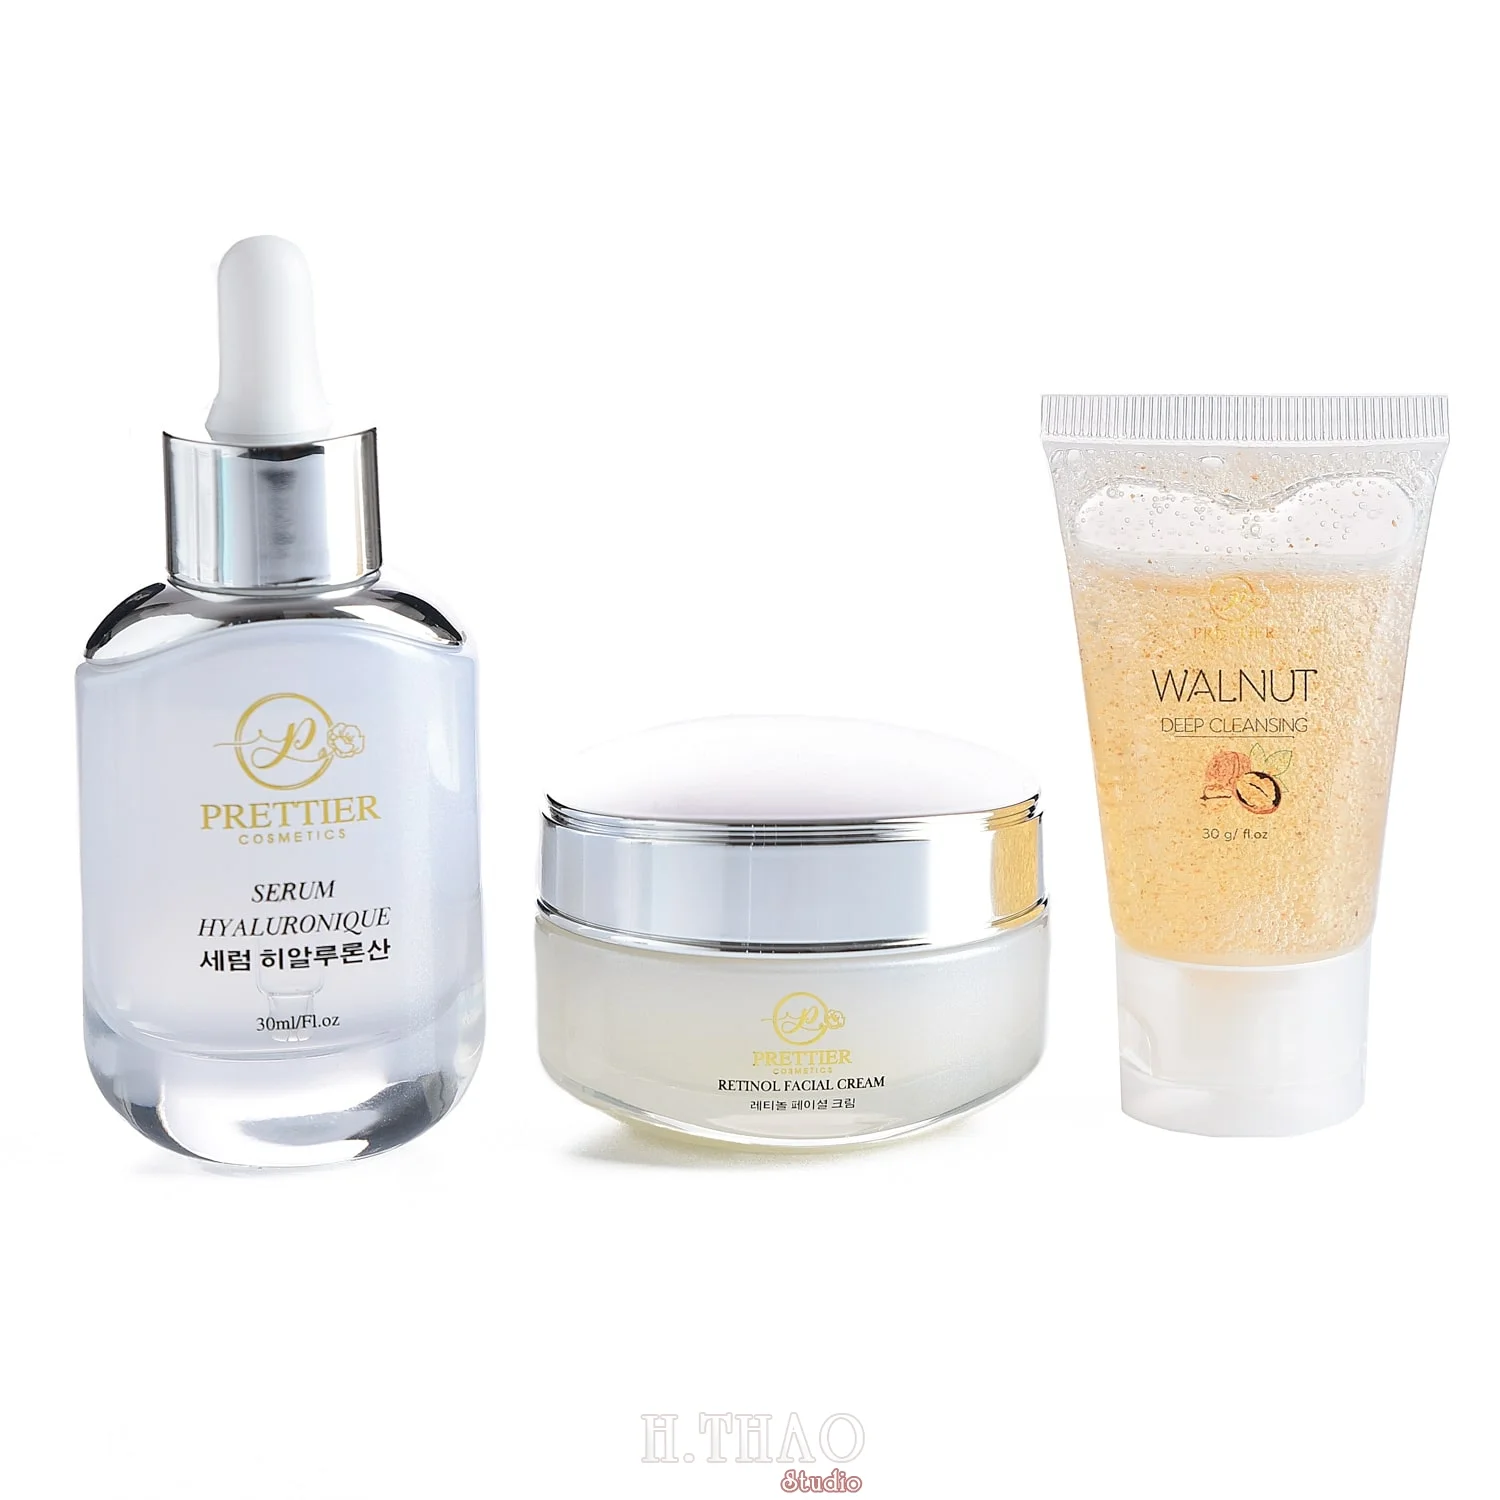 PRETTIER
COSMETICS
SERUM
HYALURONIQUE
세럼 히알루론산
30ml/Fl.oz
PRETTIER
COSMETICS
RETINOL FACIAL CREAM
레티놀 페이셜 크림
PRETTIER
WALNUT
DEEP CLEANSING
30 g/ fl.oz
H.THAO
Studio